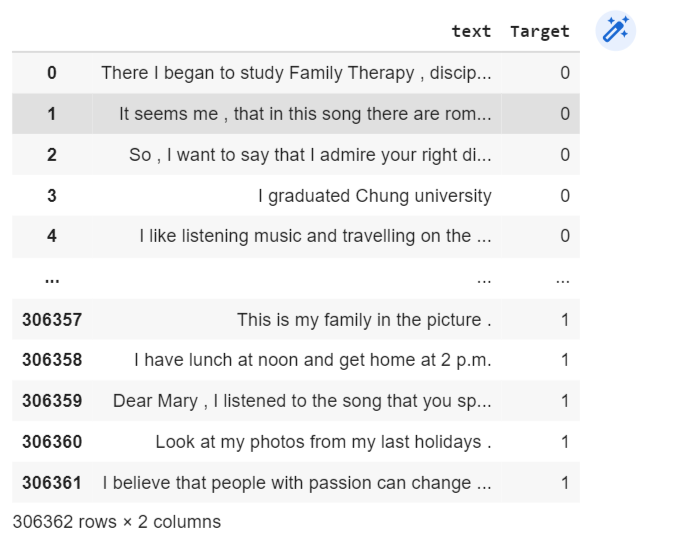 text Target
0 There I began to study Family Therapy , discip... 0
1 It seems me , that in this song there are rom... 0
2 So , I want to say that I admire your right di... 0
3 I graduated Chung university 0
4 I like listening music and travelling on the ... 0
... ... ...
306357 This is my family in the picture . 1
306358 I have lunch at noon and get home at 2 p.m. 1
306359 Dear Mary , I listened to the song that you sp... 1
306360 Look at my photos from my last holidays . 1
306361 I believe that people with passion can change ... 1
306362 rows × 2 columns